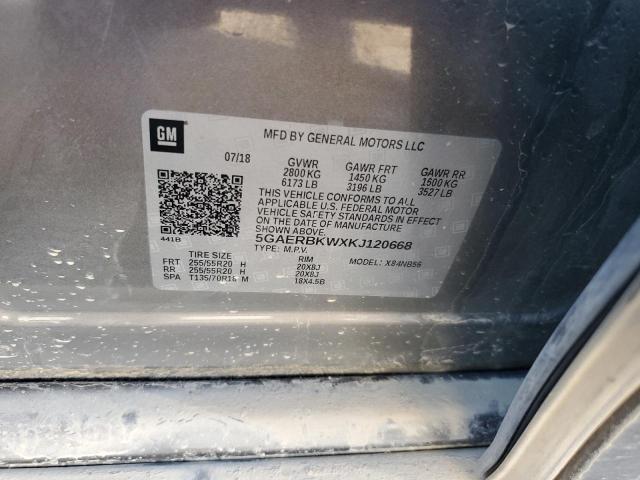 GM
MFD BY GENERAL MOTORS LLC
07/18
GVWR GAWR FRT GAWR RR
2800 KG 1450 KG 1600 KG
6173 LB 3196 LB 3527 LB
THIS VEHICLE CONFORMS TO ALL
APPLICABLE U.S. FEDERAL MOTOR
VEHICLE SAFETY STANDARDS IN EFFECT
ON THE DATE OF MANUFACTURE SHOWN ABOVE.
441B
5GAERBKWXKJ120668
TYPE: M.P.V. MODEL: X84NB56
TIRE SIZE RIM
FRT 255/55R20 H 20X8J
RR 255/55R20 H 20X8J
SPA T135/70R18 M 18X4.5B